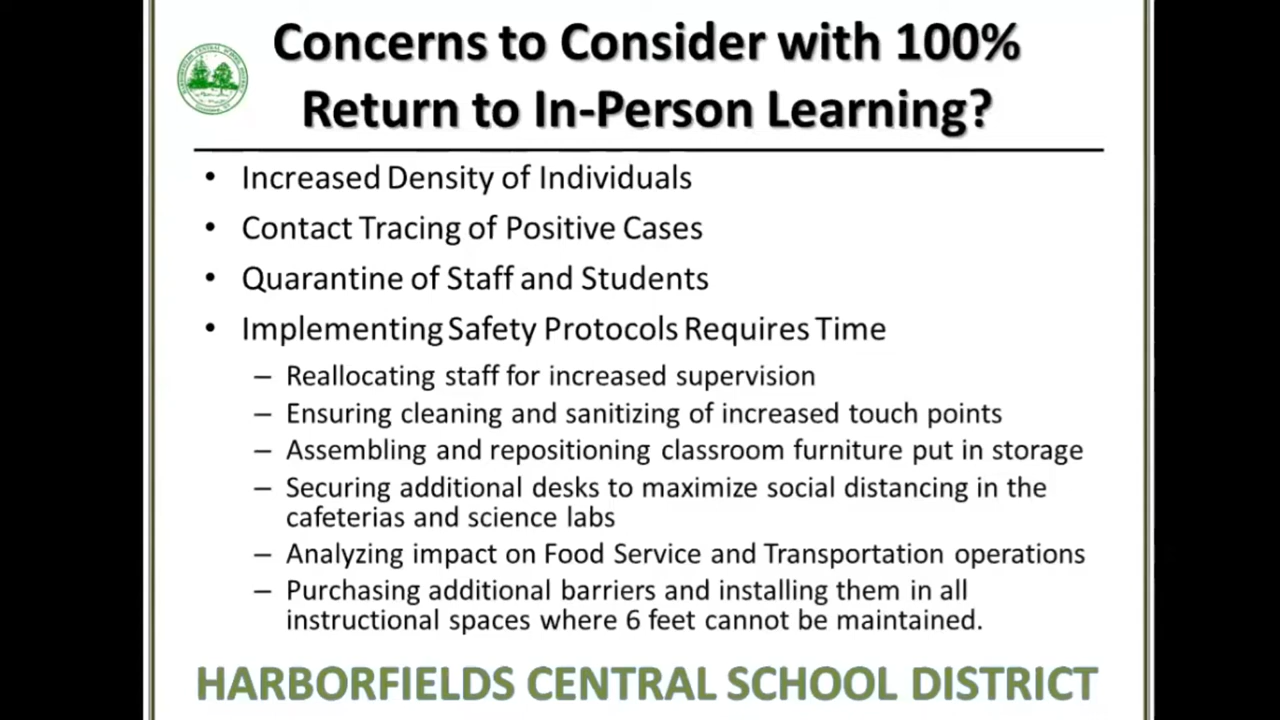 Concerns to Consider with 100%
Return to In-Person Learning?
• Increased Density of Individuals
• Contact Tracing of Positive Cases
• Quarantine of Staff and Students
• Implementing Safety Protocols Requires Time
– Reallocating staff for increased supervision
– Ensuring cleaning and sanitizing of increased touch points
– Assembling and repositioning classroom furniture put in storage
– Securing additional desks to maximize social distancing in the
cafeterias and science labs
– Analyzing impact on Food Service and Transportation operations
– Purchasing additional barriers and installing them in all
instructional spaces where 6 feet cannot be maintained.
HARBORFIELDS CENTRAL SCHOOL DISTRICT